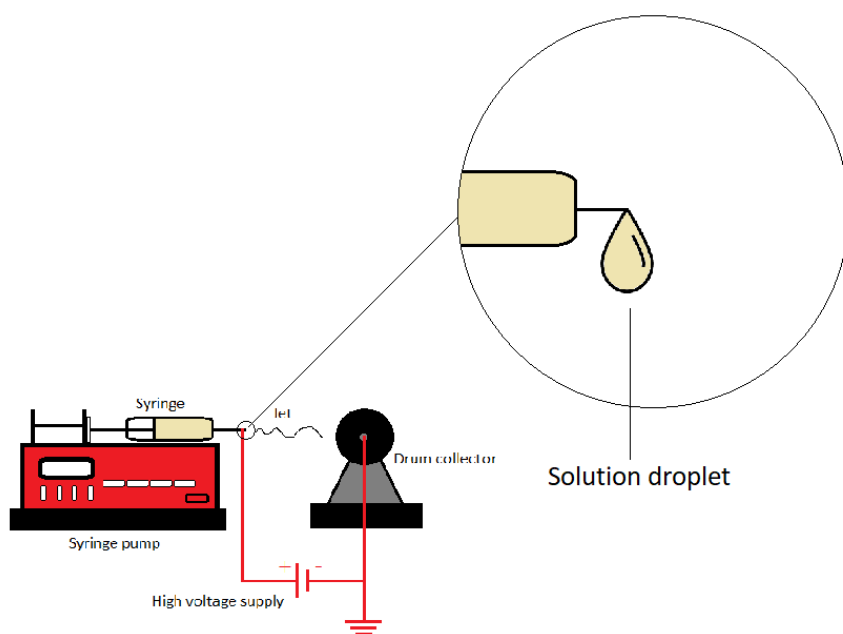 Syringe
Jet
Drum collector
Solution droplet
Syringe pump
High voltage supply